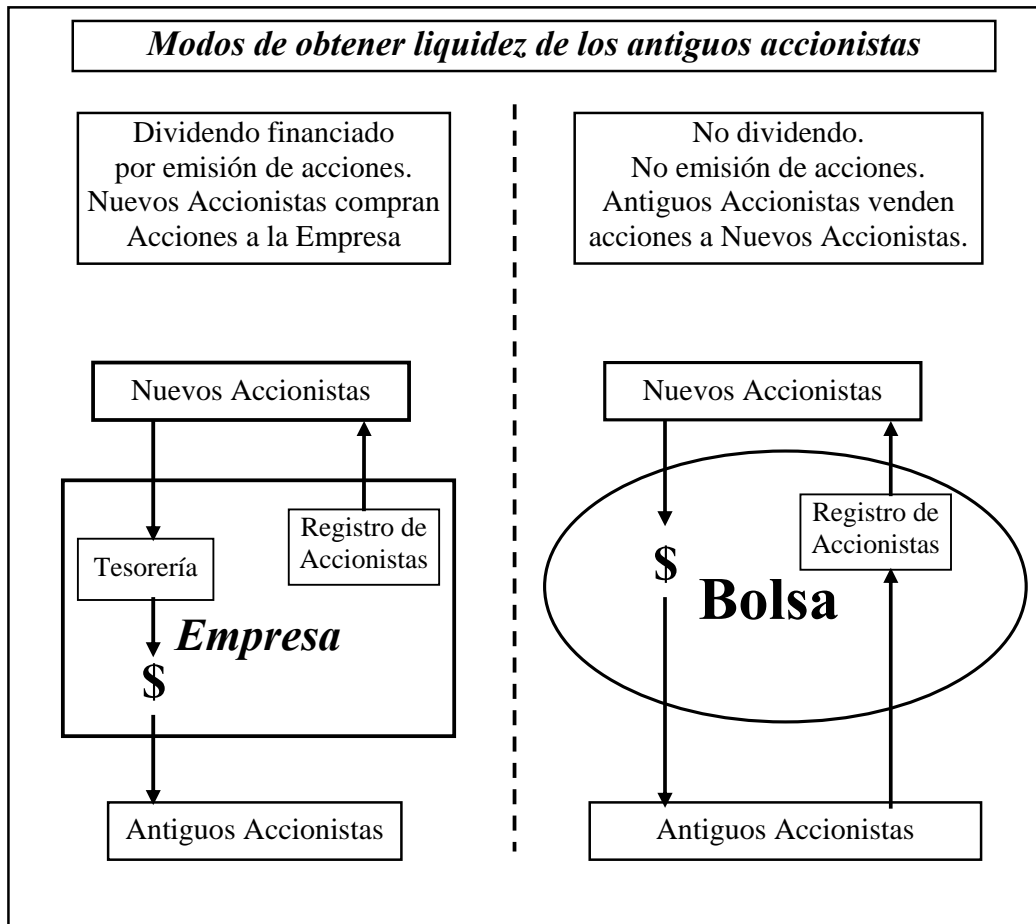 Modos de obtener liquidez de los antiguos accionistas
Dividendo financiado
por emisión de acciones.
Nuevos Accionistas compran
Acciones a la Empresa
No dividendo.
No emisión de acciones.
Antiguos Accionistas venden
acciones a Nuevos Accionistas.
Nuevos Accionistas
Registro de
Accionistas
Tesorería
Empresa
$
Antiguos Accionistas
Nuevos Accionistas
Registro de
Accionistas
$
Bolsa
Antiguos Accionistas